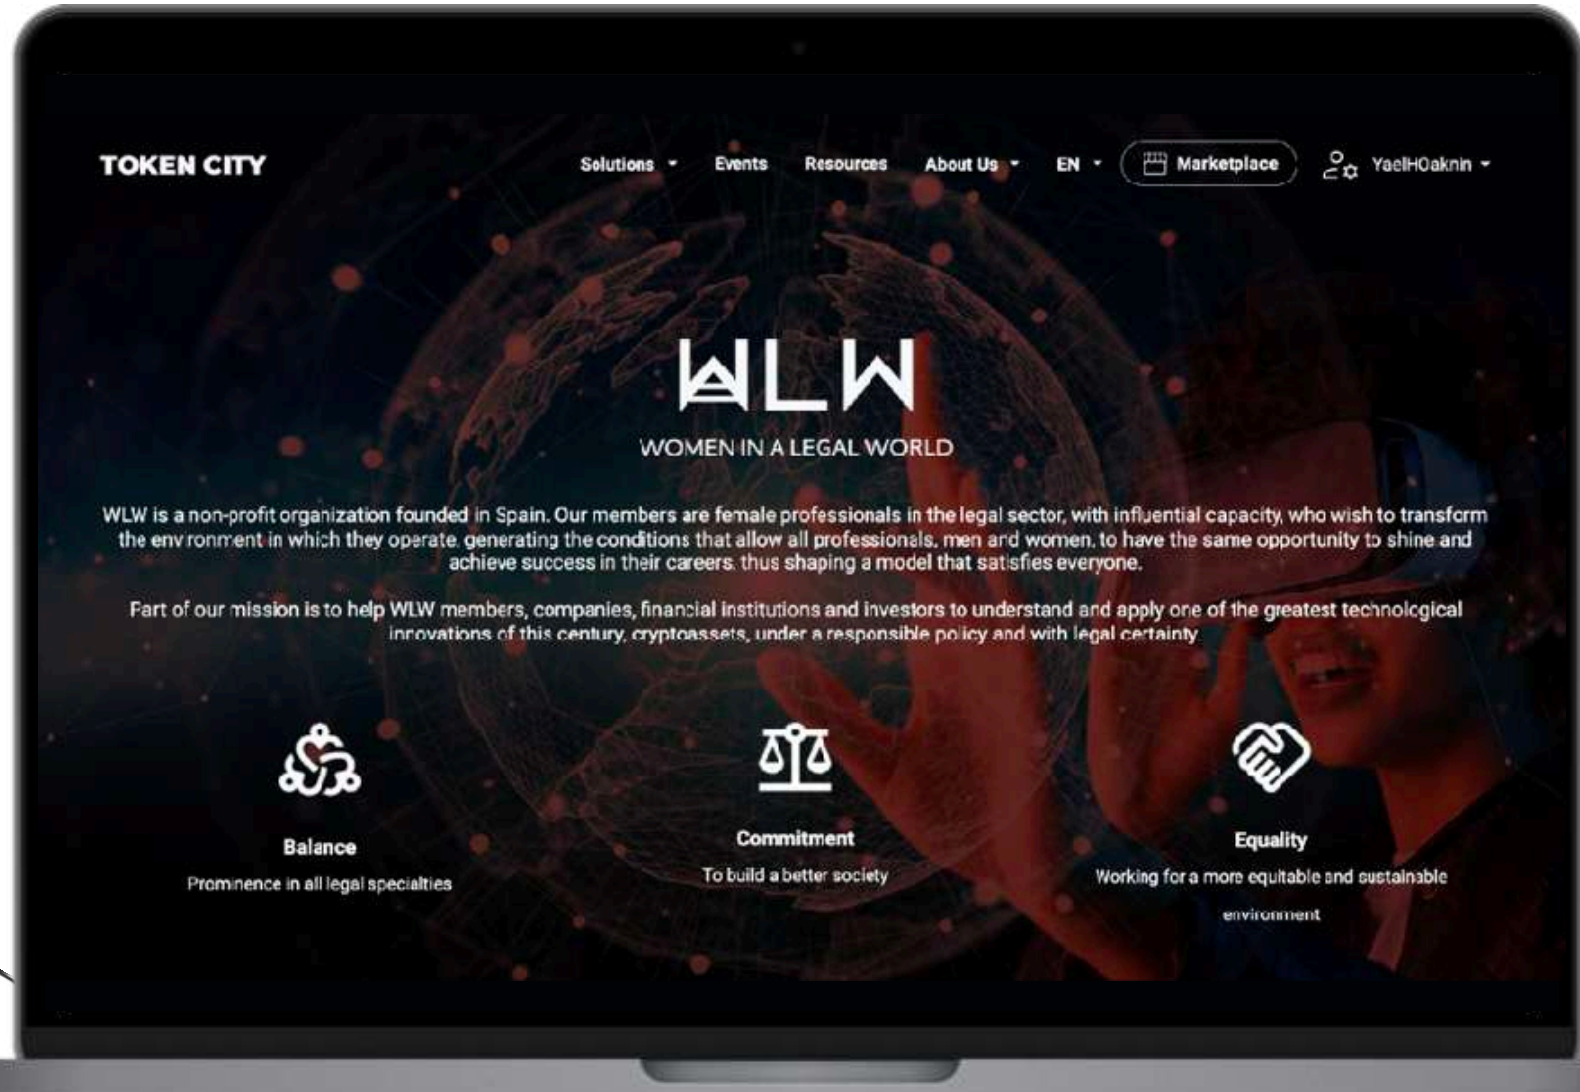 TOKEN CITY
Solutions
Events
Resources
About Us
EN
Marketplace
YaelHOaknin
WLW
WOMEN IN A LEGAL WORLD
WLW is a non-profit organization founded in Spain. Our members are female professionals in the legal sector, with influential capacity, who wish to transform
the environment in which they operate, generating the conditions that allow all professionals, men and women, to have the same opportunity to shine and
achieve success in their careers, thus shaping a model that satisfies everyone.
Part of our mission is to help WLW members, companies, financial institutions and investors to understand and apply one of the greatest technological
innovations of this century, cryptoassets, under a responsible policy and with legal certainty
Balance
Prominence in all legal specialties
Commitment
To build a better society
Equality
Working for a more equitable and sustainable
environment